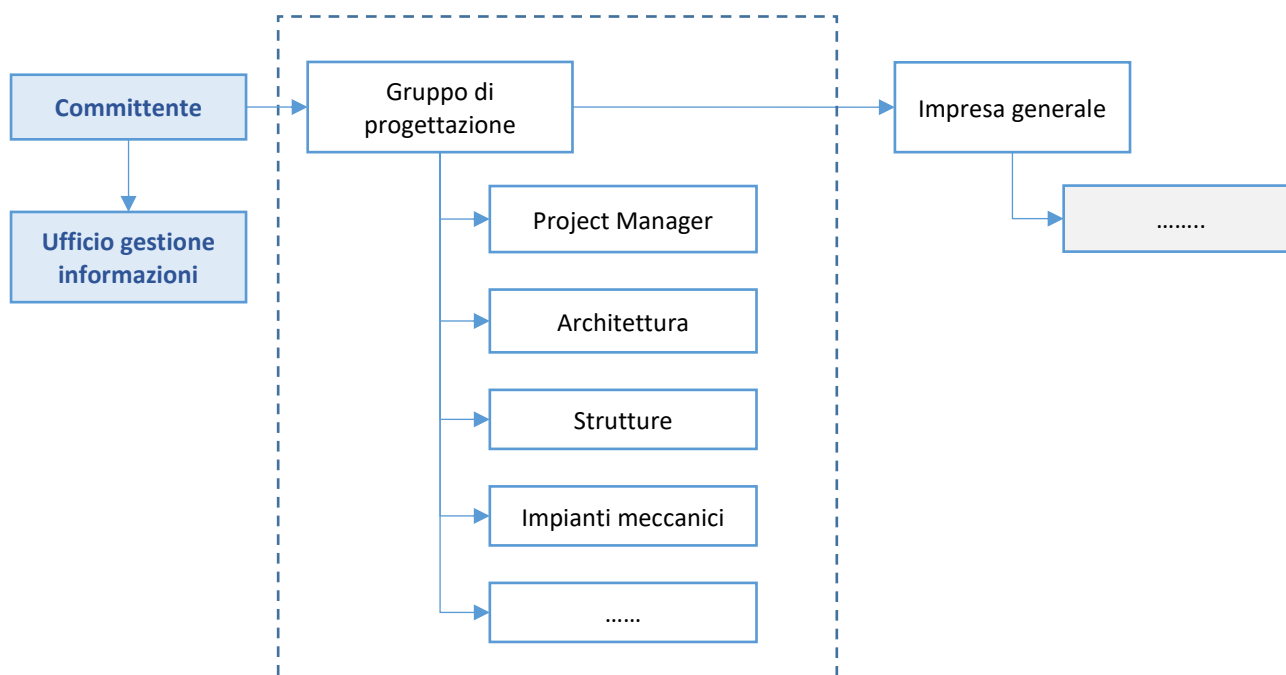 Committente
Ufficio gestione
informazioni
Gruppo di
progettazione
Project Manager
Architettura
Strutture
Impianti meccanici
……
Impresa generale
……..